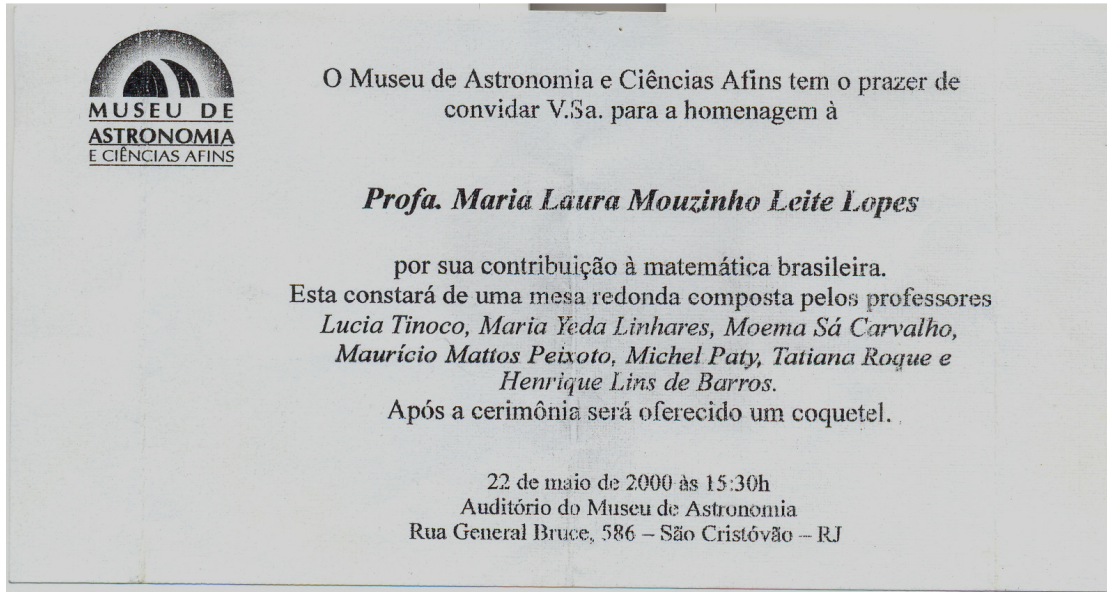 MUSEU DE
ASTRONOMIA
E CIÊNCIAS AFINS
O Museu de Astronomia e Ciências Afins tem o prazer de
convidar V.Sa. para a homenagem à
Profa. Maria Laura Mouzinho Leite Lopes
por sua contribuição à matemática brasileira.
Esta constará de uma mesa redonda composta pelos professores
Lucia Tinoco, Maria Yeda Linhares, Moema Sá Carvalho,
Maurício Mattos Peixoto, Michel Paty, Tatiana Roque e
Henrique Lins de Barros.
Após a cerimônia será oferecido um coquetel.
22 de maio de 2000 às 15:30h
Auditório do Museu de Astronomia
Rua General Bruce, 586 – São Cristóvão – RJ